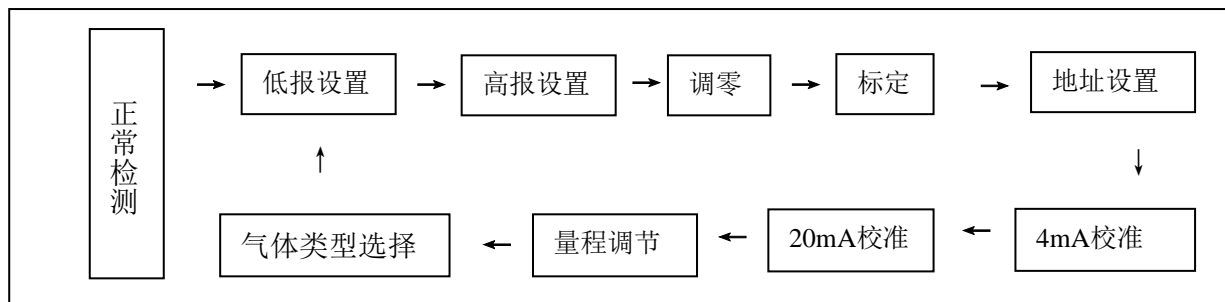 正常检测
低报设置
高报设置
调零
标定
地址设置
4mA校准
20mA校准
量程调节
气体类型选择